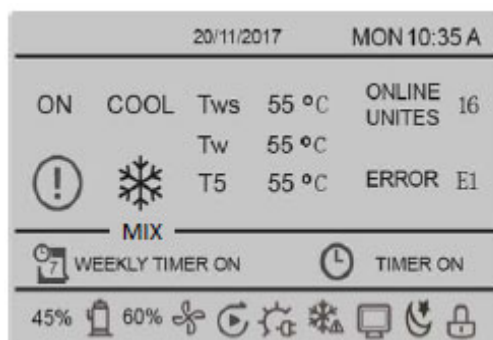 20/11/2017 MON 10:35 A
ON COOL Tws 55 °C ONLINE UNITES 16
Tw 55 °C
! T5 55 °C ERROR E1
MIX
7 WEEKLY TIMER ON TIMER ON
45% 60%